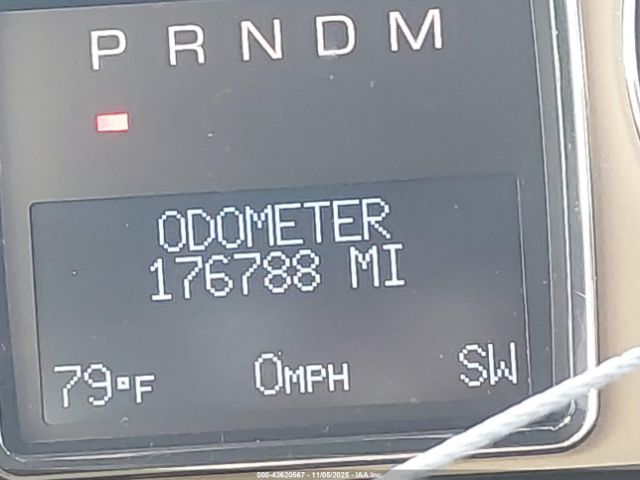 P R N D M
ODOMETER
176788 MI
79°F 0MPH SW
000-43620567 - 11/05/2025 - IAA Inc.